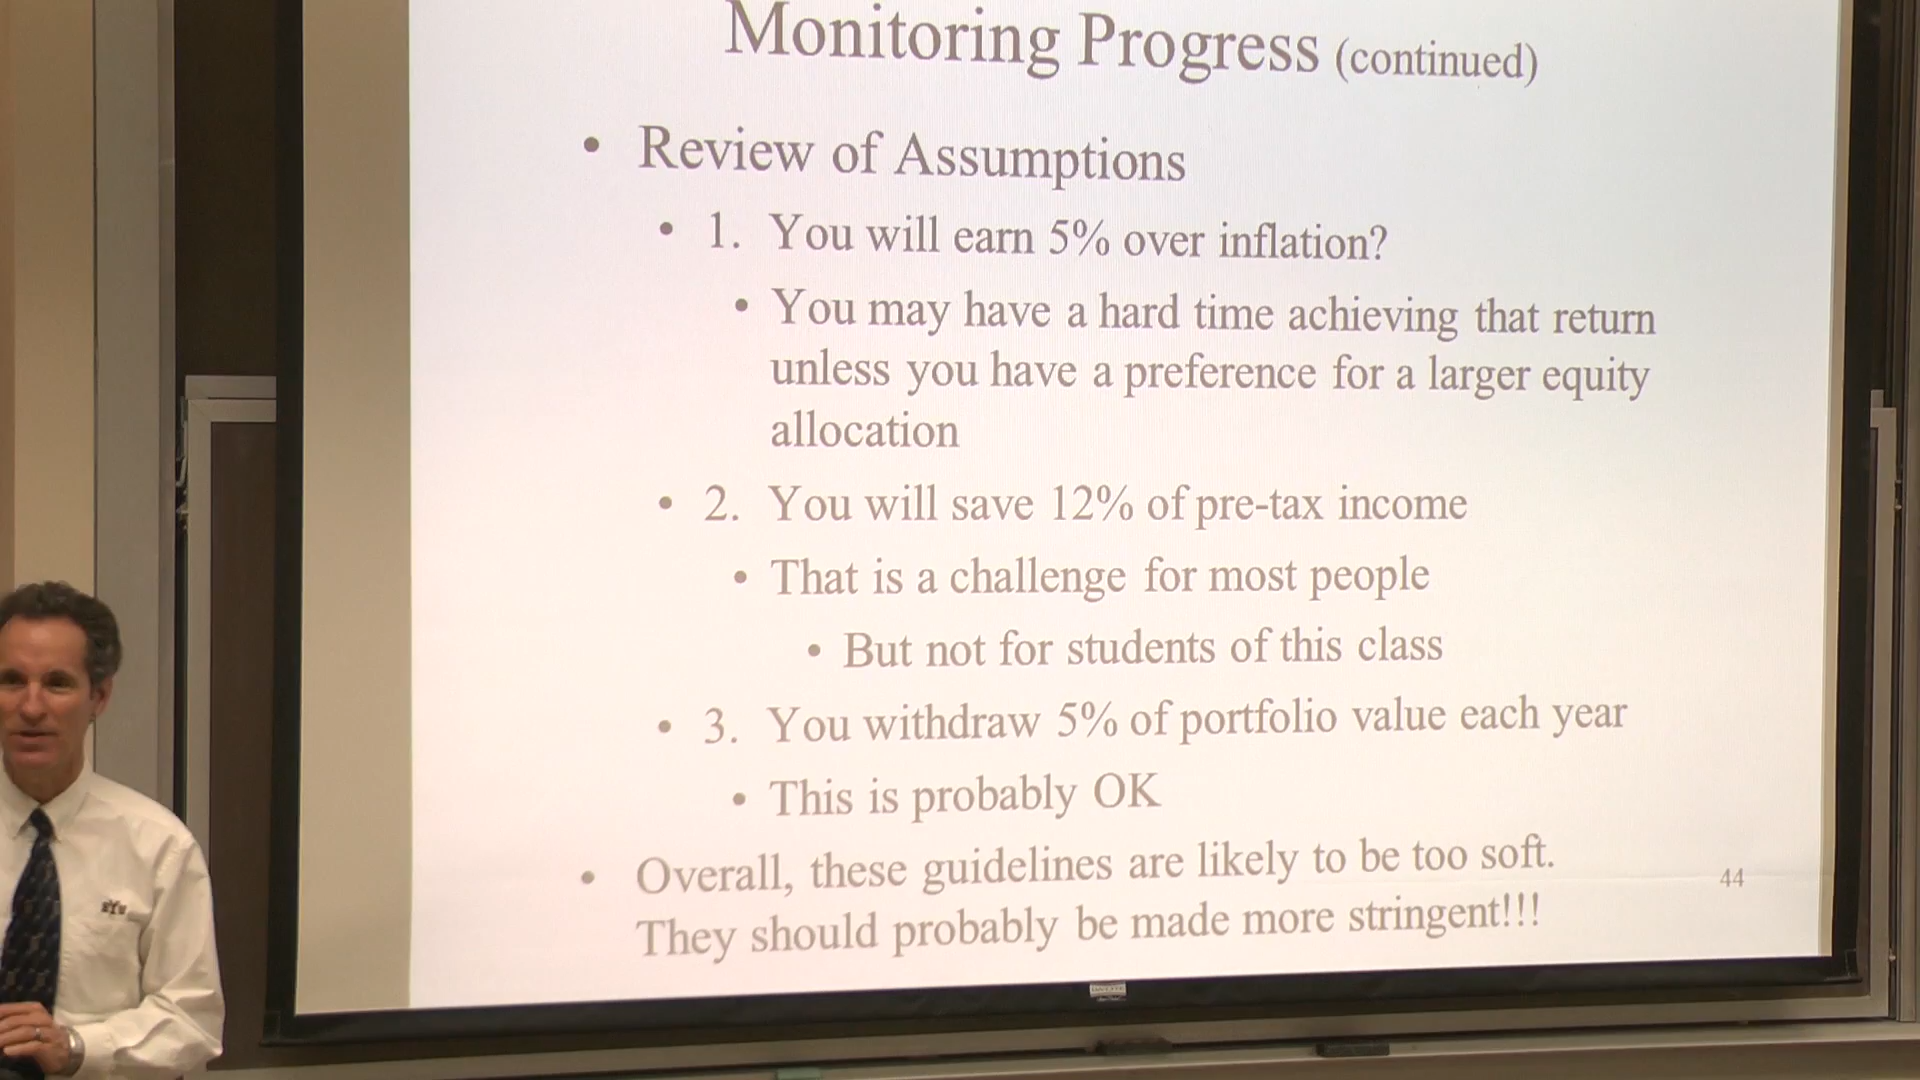 Monitoring Progress (continued)
• Review of Assumptions
• 1. You will earn 5% over inflation?
• You may have a hard time achieving that return
unless you have a preference for a larger equity
allocation
• 2. You will save 12% of pre-tax income
• That is a challenge for most people
• But not for students of this class
• 3. You withdraw 5% of portfolio value each year
• This is probably OK
• Overall, these guidelines are likely to be too soft.
They should probably be made more stringent!!!
44